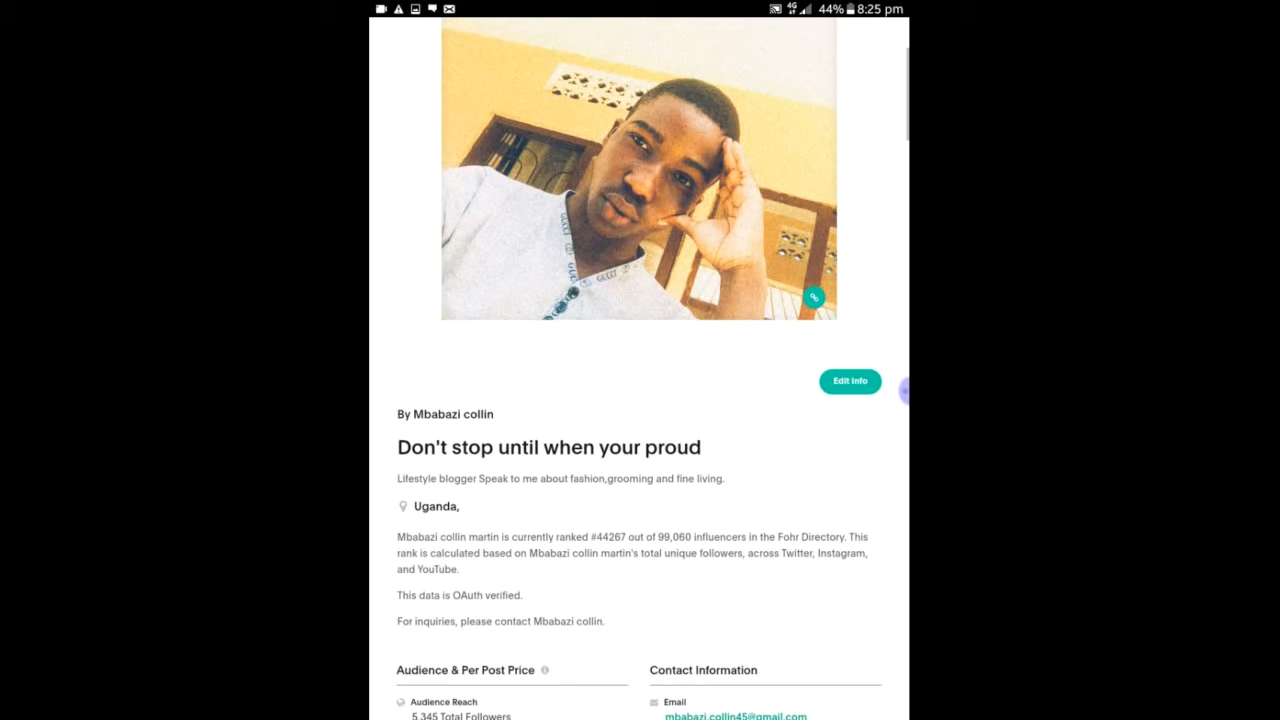 4G 44% 8:25 pm
GUCCI GUCCI
GUCCI
Edit Info
By Mbabazi collin
Don't stop until when your proud
Lifestyle blogger Speak to me about fashion,grooming and fine living.
Uganda,
Mbabazi collin martin is currently ranked #44267 out of 99,060 influencers in the Fohr Directory. This
rank is calculated based on Mbabazi collin martin's total unique followers, across Twitter, Instagram,
and YouTube.
This data is OAuth verified.
For inquiries, please contact Mbabazi collin.
Audience & Per Post Price
Contact Information
Audience Reach
Email
5,345 Total Followers
mbabazi.collin45@gmail.com